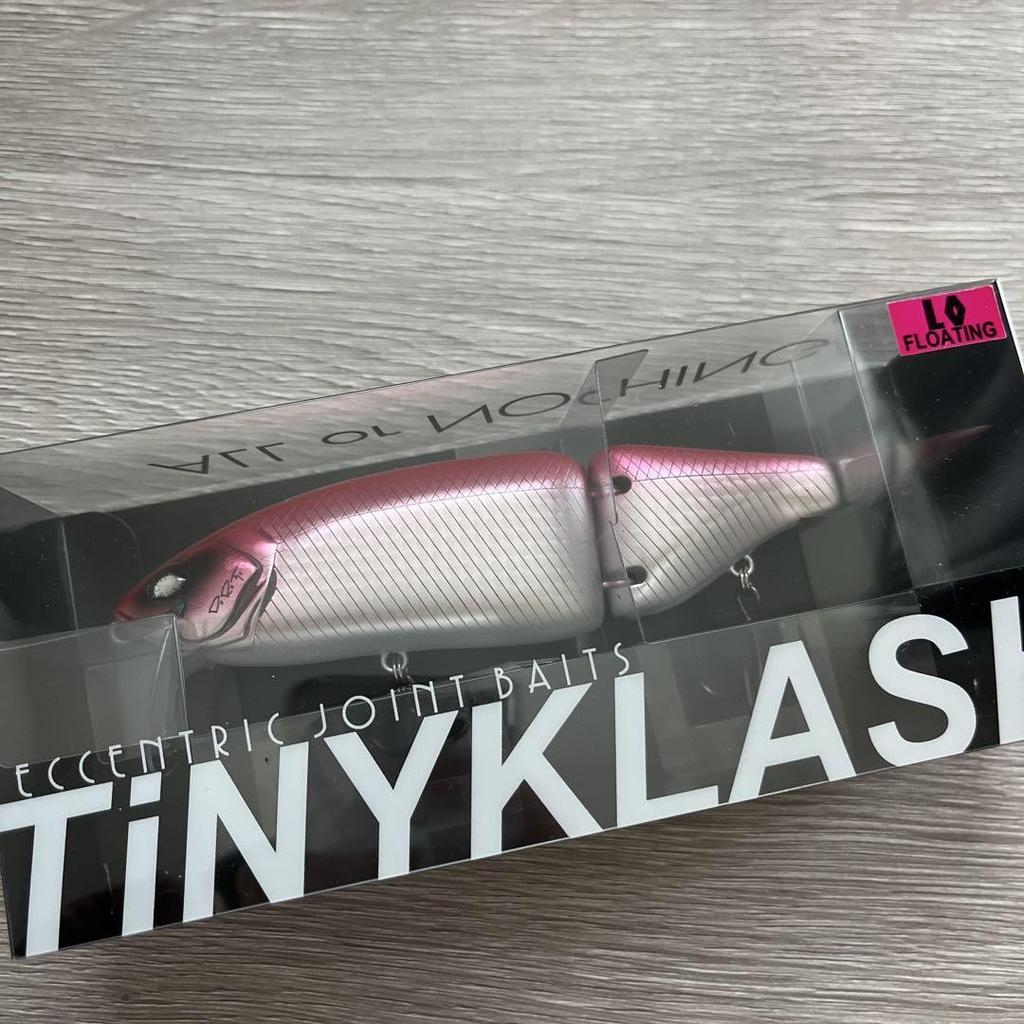 LO
FLOATING
ALL or NOTHING
D.R.T.
ECCENTRIC JOINT BAITS
TiNYKLASH